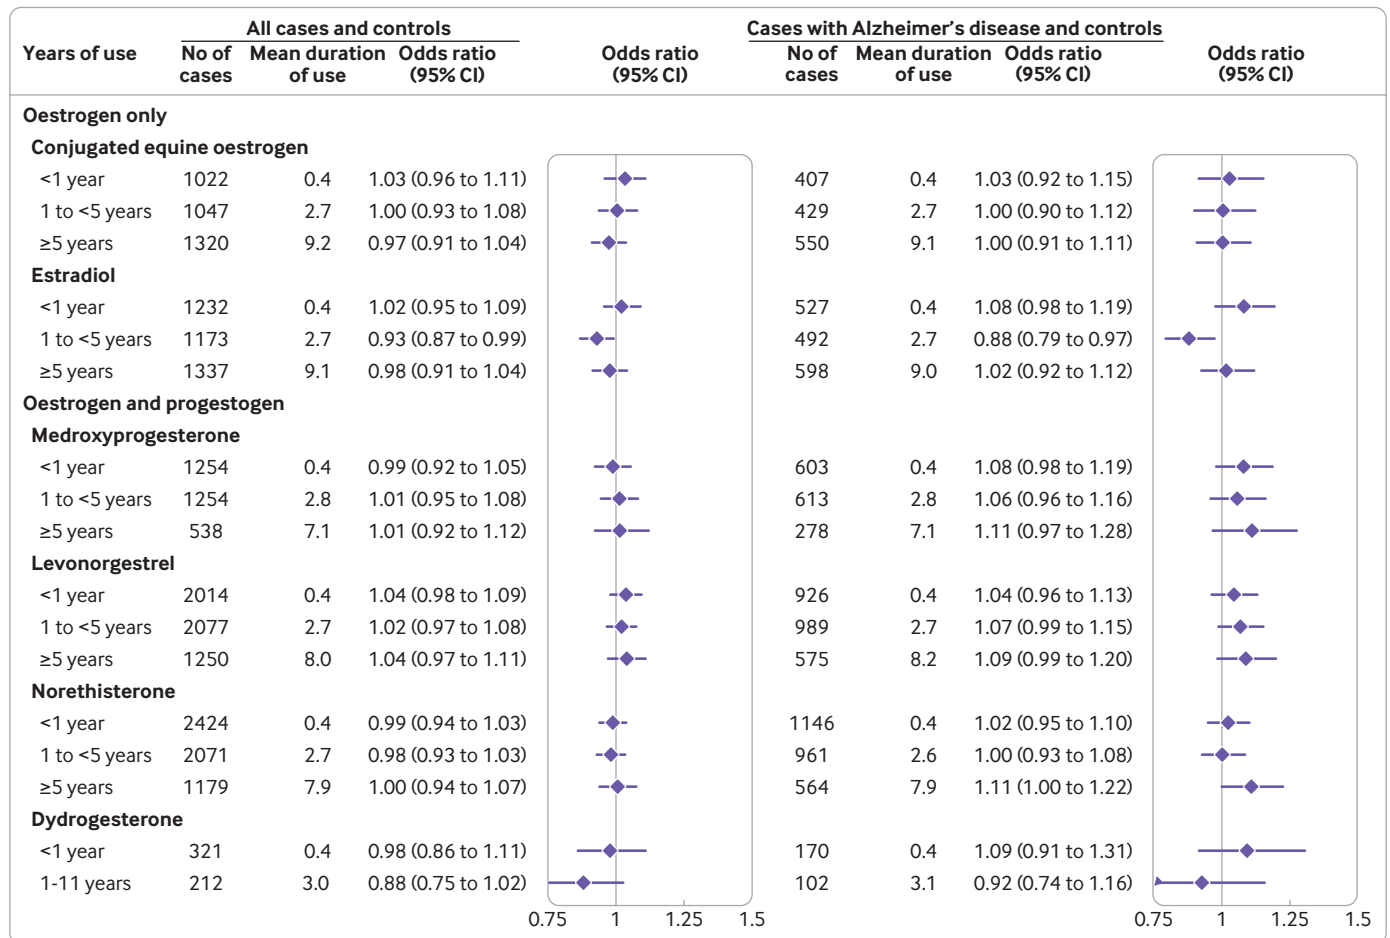 All cases and controls Cases with Alzheimer’s disease and controls
Years of use No of cases Mean duration of use Odds ratio (95% CI) Odds ratio (95% CI) No of cases Mean duration of use Odds ratio (95% CI) Odds ratio (95% CI)
Oestrogen only
Conjugated equine oestrogen
<1 year 1022 0.4 1.03 (0.96 to 1.11) 407 0.4 1.03 (0.92 to 1.15)
1 to <5 years 1047 2.7 1.00 (0.93 to 1.08) 429 2.7 1.00 (0.90 to 1.12)
≥5 years 1320 9.2 0.97 (0.91 to 1.04) 550 9.1 1.00 (0.91 to 1.11)
Estradiol
<1 year 1232 0.4 1.02 (0.95 to 1.09) 527 0.4 1.08 (0.98 to 1.19)
1 to <5 years 1173 2.7 0.93 (0.87 to 0.99) 492 2.7 0.88 (0.79 to 0.97)
≥5 years 1337 9.1 0.98 (0.91 to 1.04) 598 9.0 1.02 (0.92 to 1.12)
Oestrogen and progestogen
Medroxyprogesterone
<1 year 1254 0.4 0.99 (0.92 to 1.05) 603 0.4 1.08 (0.98 to 1.19)
1 to <5 years 1254 2.8 1.01 (0.95 to 1.08) 613 2.8 1.06 (0.96 to 1.16)
≥5 years 538 7.1 1.01 (0.92 to 1.12) 278 7.1 1.11 (0.97 to 1.28)
Levonorgestrel
<1 year 2014 0.4 1.04 (0.98 to 1.09) 926 0.4 1.04 (0.96 to 1.13)
1 to <5 years 2077 2.7 1.02 (0.97 to 1.08) 989 2.7 1.07 (0.99 to 1.15)
≥5 years 1250 8.0 1.04 (0.97 to 1.11) 575 8.2 1.09 (0.99 to 1.20)
Norethisterone
<1 year 2424 0.4 0.99 (0.94 to 1.03) 1146 0.4 1.02 (0.95 to 1.10)
1 to <5 years 2071 2.7 0.98 (0.93 to 1.03) 961 2.6 1.00 (0.93 to 1.08)
≥5 years 1179 7.9 1.00 (0.94 to 1.07) 564 7.9 1.11 (1.00 to 1.22)
Dydrogesterone
<1 year 321 0.4 0.98 (0.86 to 1.11) 170 0.4 1.09 (0.91 to 1.31)
1-11 years 212 3.0 0.88 (0.75 to 1.02) 102 3.1 0.92 (0.74 to 1.16)
0.75 1 1.25 1.5 0.75 1 1.25 1.5